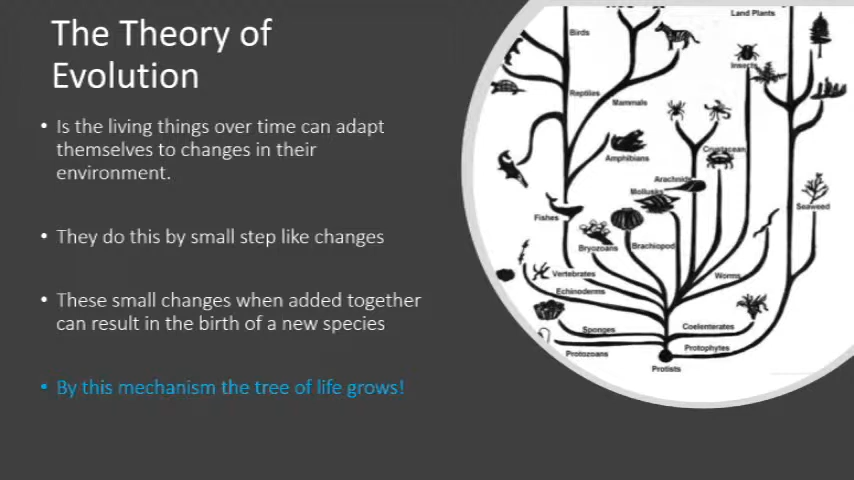 The Theory of
Evolution
• Is the living things over time can adapt
themselves to changes in their
environment.
• They do this by small step like changes
• These small changes when added together
can result in the birth of a new species
• By this mechanism the tree of life grows!
Land Plants
Birds
Insects
Reptiles
Mammals
Crustacean
Amphibians
Arachnids
Mollusks
Seaweed
Fishes
Bryozoans
Brachiopod
Vertebrates
Worms
Echinoderms
Sponges
Coelenterates
Protozoans
Protophytes
Protists